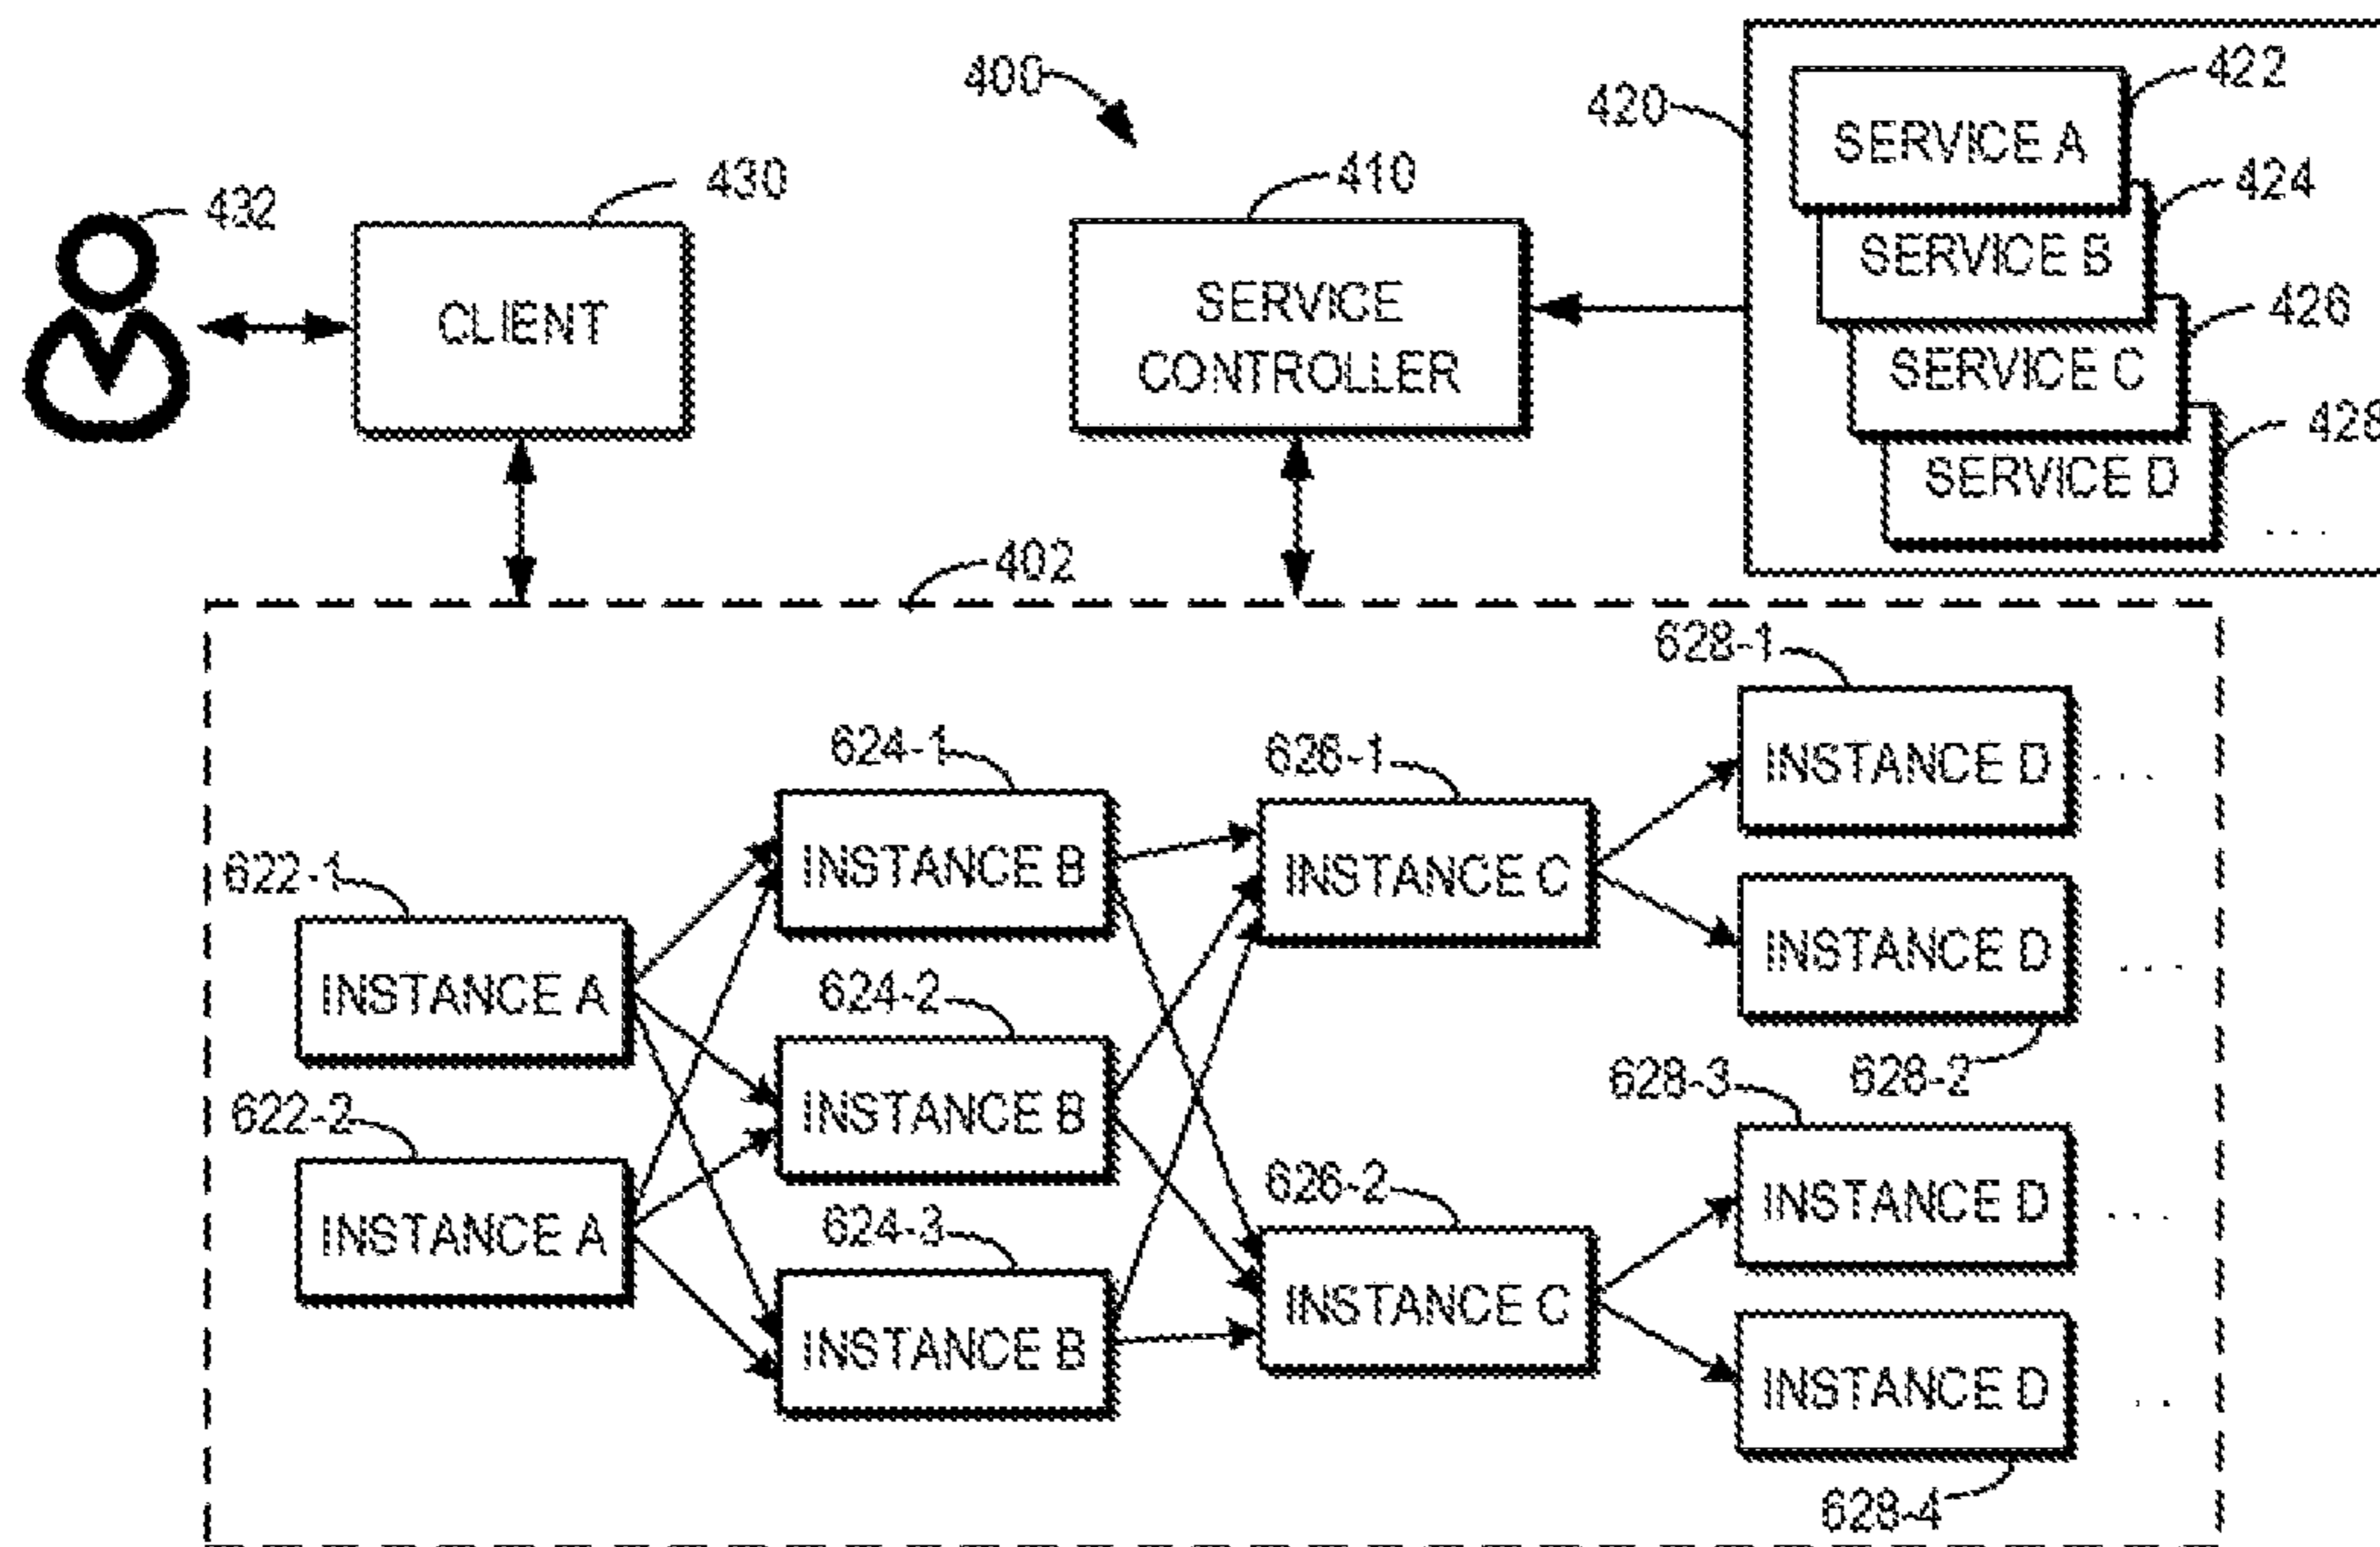 400
422
420
SERVICE A
432
430
410
424
SERVICE B
CLIENT
SERVICE
CONTROLLER
426
SERVICE C
428
SERVICE D
...
402
628-1
INSTANCE D ...
624-1
626-1
INSTANCE B
INSTANCE C
622-1
INSTANCE D ...
INSTANCE A
624-2
628-3
628-2
622-2
INSTANCE B
INSTANCE D ...
626-2
INSTANCE A
624-3
INSTANCE C
INSTANCE B
INSTANCE D ..
628-4